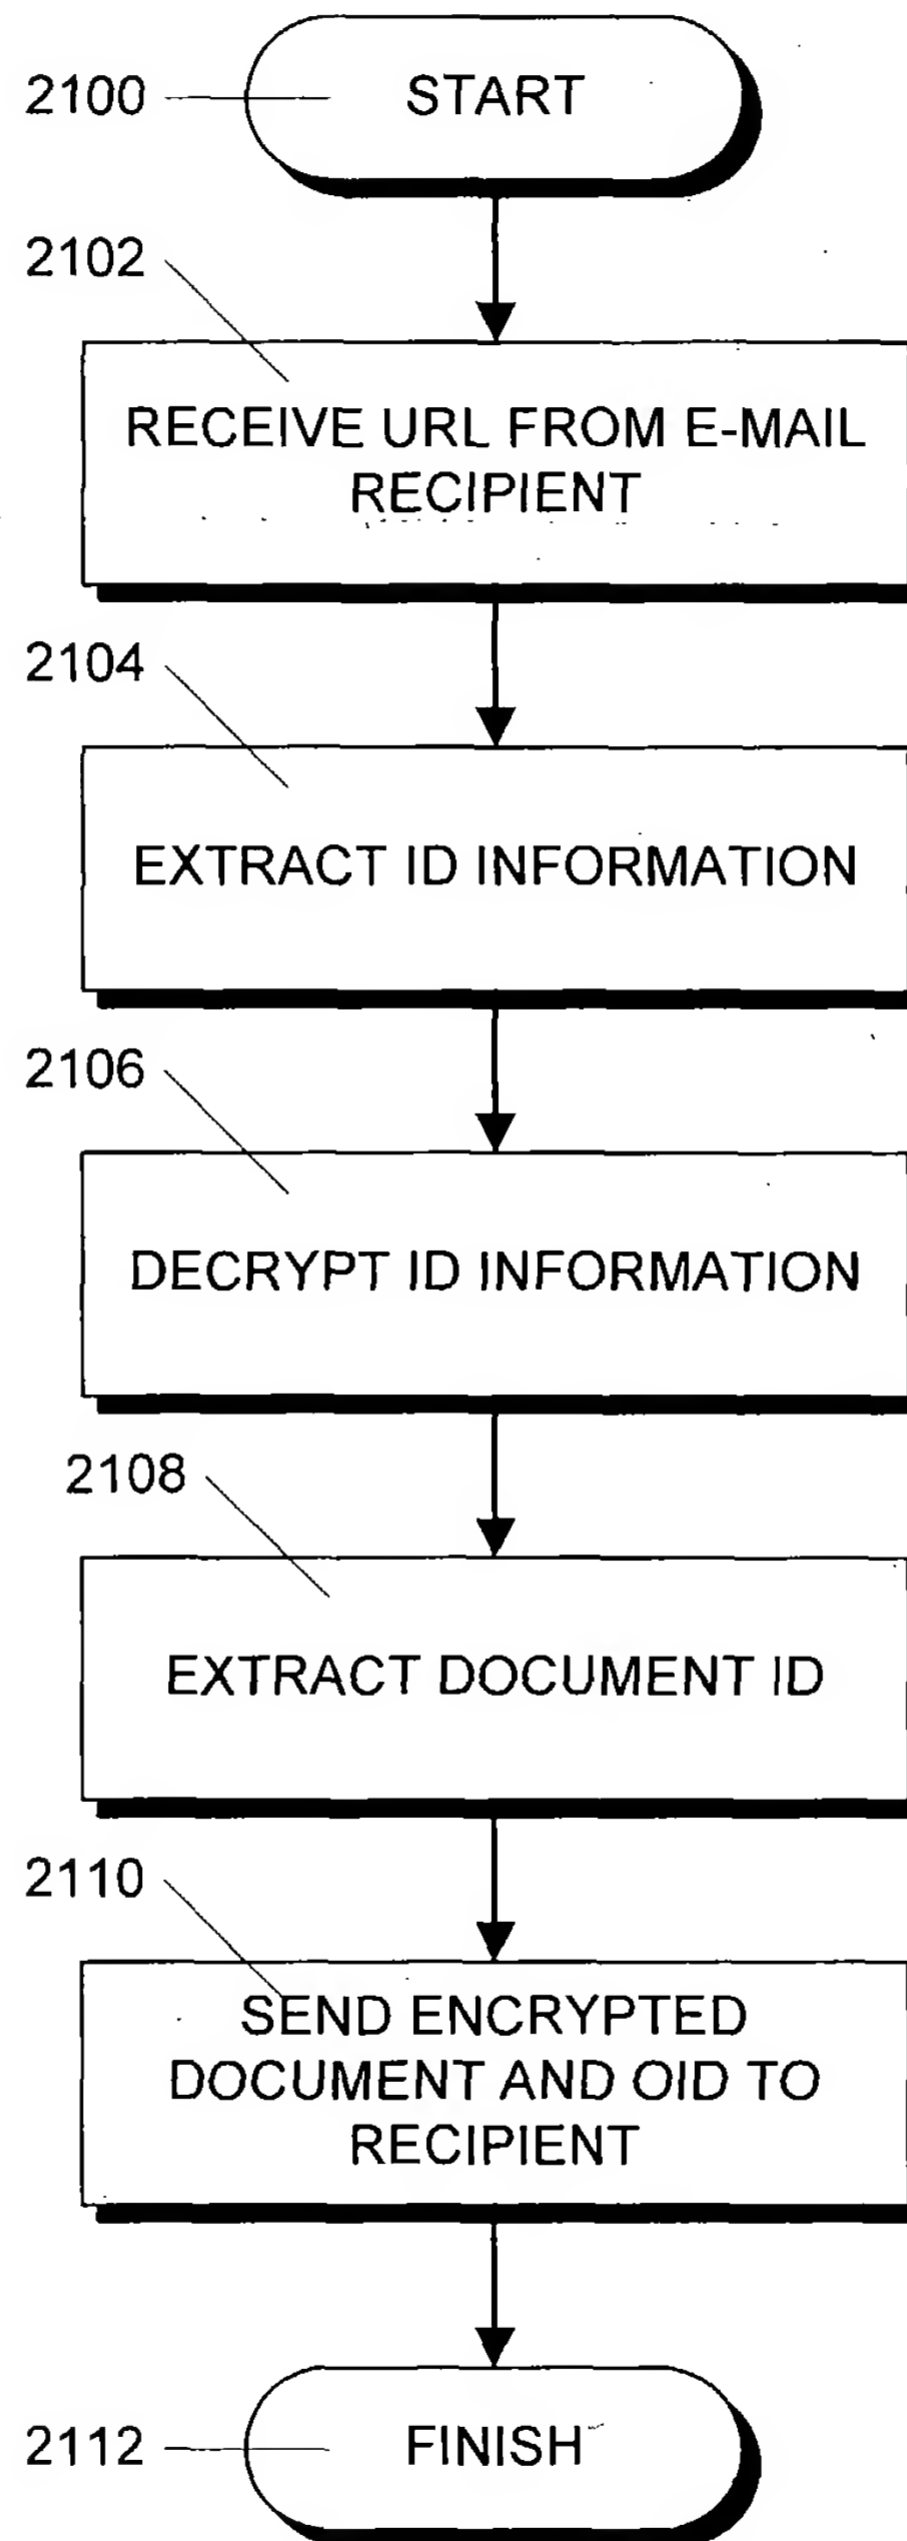 2100
START
2102
RECEIVE URL FROM E-MAIL
RECIPIENT
2104
EXTRACT ID INFORMATION
2106
DECRYPT ID INFORMATION
2108
EXTRACT DOCUMENT ID
2110
SEND ENCRYPTED
DOCUMENT AND OID TO
RECIPIENT
2112
FINISH